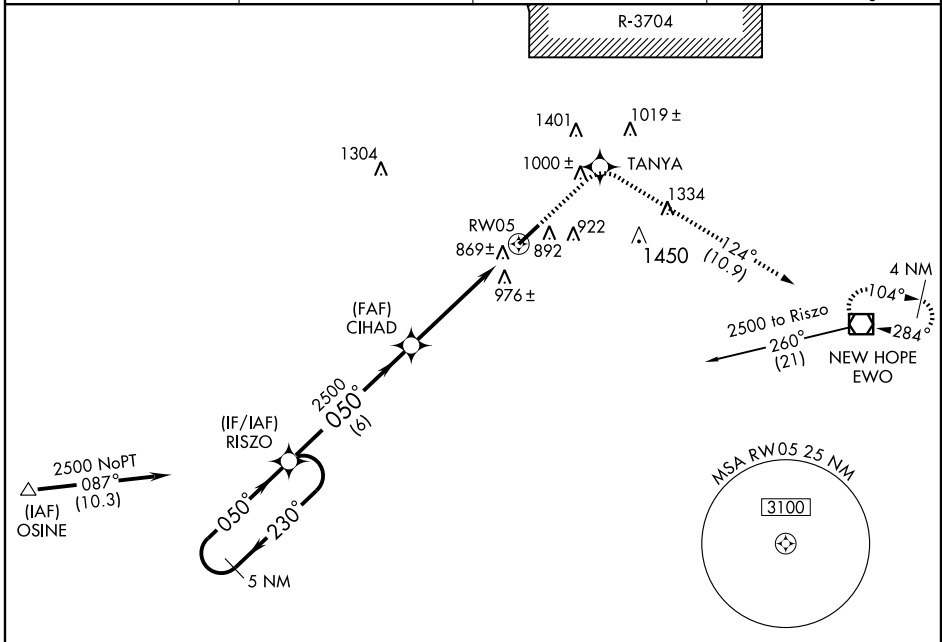 R-3704
1401
1019 ±
1304
1000 ±
TANYA
1334
RW05
869±
892
922
1450
124°
(10.9)
976 ±
4 NM
104°
284°
(FAF)
CIHAD
2500 to Riszo
260°
(21)
NEW HOPE
EWO
2500
050°
(6)
(IF/IAF)
RISZO
2500 NoPT
087°
(10.3)
(IAF)
OSINE
050°
230°
5 NM
MSA RW05 25 NM
3100